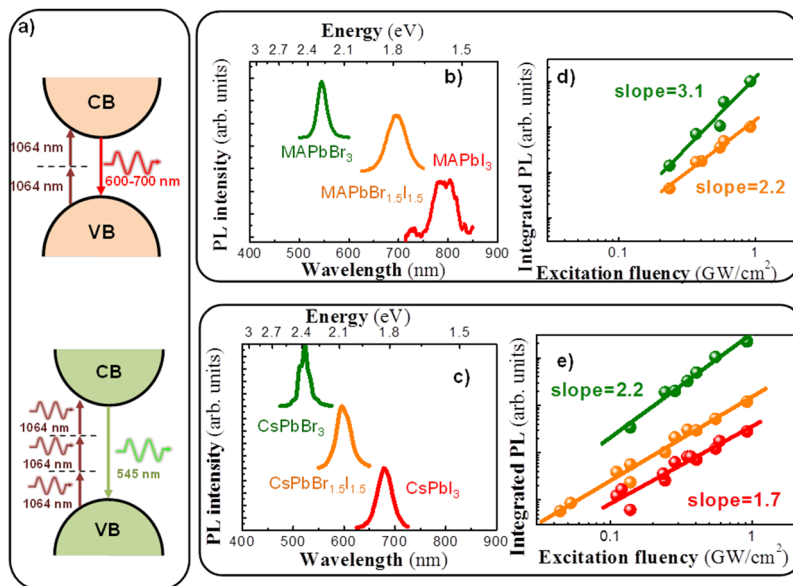 a)
CB
1064 nm
1064 nm
600-700 nm
VB
CB
1064 nm
1064 nm
1064 nm
545 nm
VB
Energy (eV)
3 2.7 2.4 2.1 1.8 1.5
b)
MAPbBr3
MAPbBr1.5I1.5
MAPbI3
PL intensity (arb. units)
400 500 600 700 800 900
Wavelength (nm)
d)
slope=3.1
slope=2.2
Integrated PL (arb. units)
0.1 1
Excitation fluency (GW/cm2)
Energy (eV)
3 2.7 2.4 2.1 1.8 1.5
c)
CsPbBr3
CsPbBr1.5I1.5
CsPbI3
PL intensity (arb. units)
400 500 600 700 800 900
Wavelength (nm)
e)
slope=2.2
slope=1.7
Integrated PL (arb. units)
0.1 1
Excitation fluency (GW/cm2)